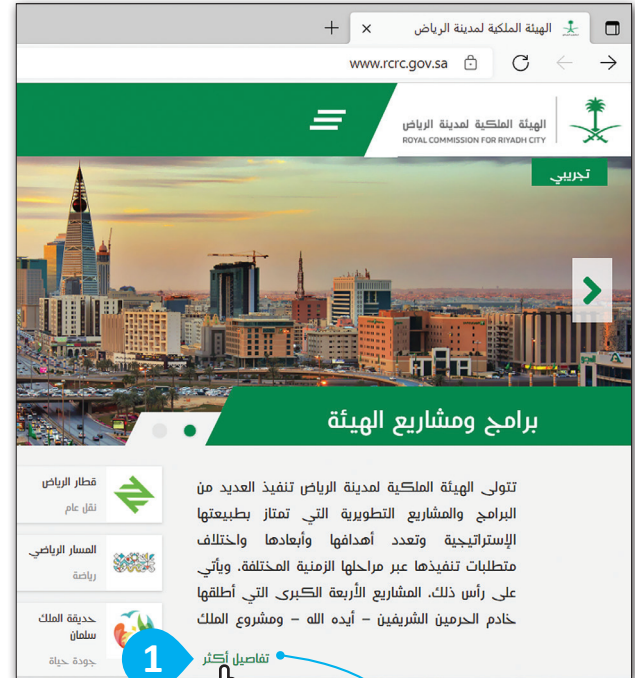 الهيئة الملكية لمدينة الرياض
www.rcrc.gov.sa
الهيئة الملكية لمدينة الرياض
ROYAL COMMISSION FOR RIYADH CITY
تجريبي
برامج ومشاريع الهيئة
تتولى الهيئة الملكية لمدينة الرياض تنفيذ العديد من
البرامج والمشاريع التطويرية التي تمتاز بطبيعتها
الإستراتيجية وتعدد أهدافها وأبعادها واختلاف
متطلبات تنفيذها عبر مراحلها الزمنية المختلفة. ويأتي
على رأس ذلك. المشاريع الأربعة الكبرى التي أطلقها
خادم الحرمين الشريفين – أيده الله – ومشروع الملك
تفاصيل أكثر
1
قطار الرياض
نقل عام
المسار الرياضي
رياضة
حديقة الملك
سلمان
جودة حياة